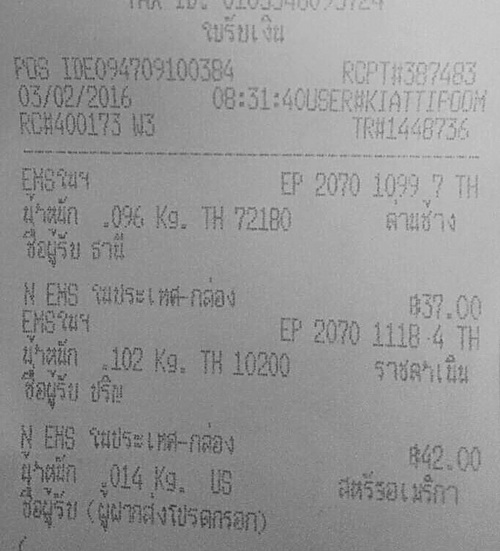 TAX ID. 0105546095724
ใบรับเงิน
POS IDE094709100384 RCPT#387483
03/02/2016 08:31:40USER#KIATTIPOOM
RC#400173 W3 TR#1448736
EMSในฯ EP 2070 1099 7 TH
น้ำหนัก .096 Kg. TH 72180 ด่านช้าง
ชื่อผู้รับ ธานี
N EMS ในประเทศ-กล่อง ฿37.00
EMSในฯ EP 2070 1118 4 TH
น้ำหนัก .102 Kg. TH 10200 ราชดำเนิน
ชื่อผู้รับ ปริญ
N EMS ในประเทศ-กล่อง ฿42.00
น้ำหนัก .014 Kg. US สหรัฐอเมริกา
ชื่อผู้รับ (ผู้ฝากส่งโปรดกรอก)
(